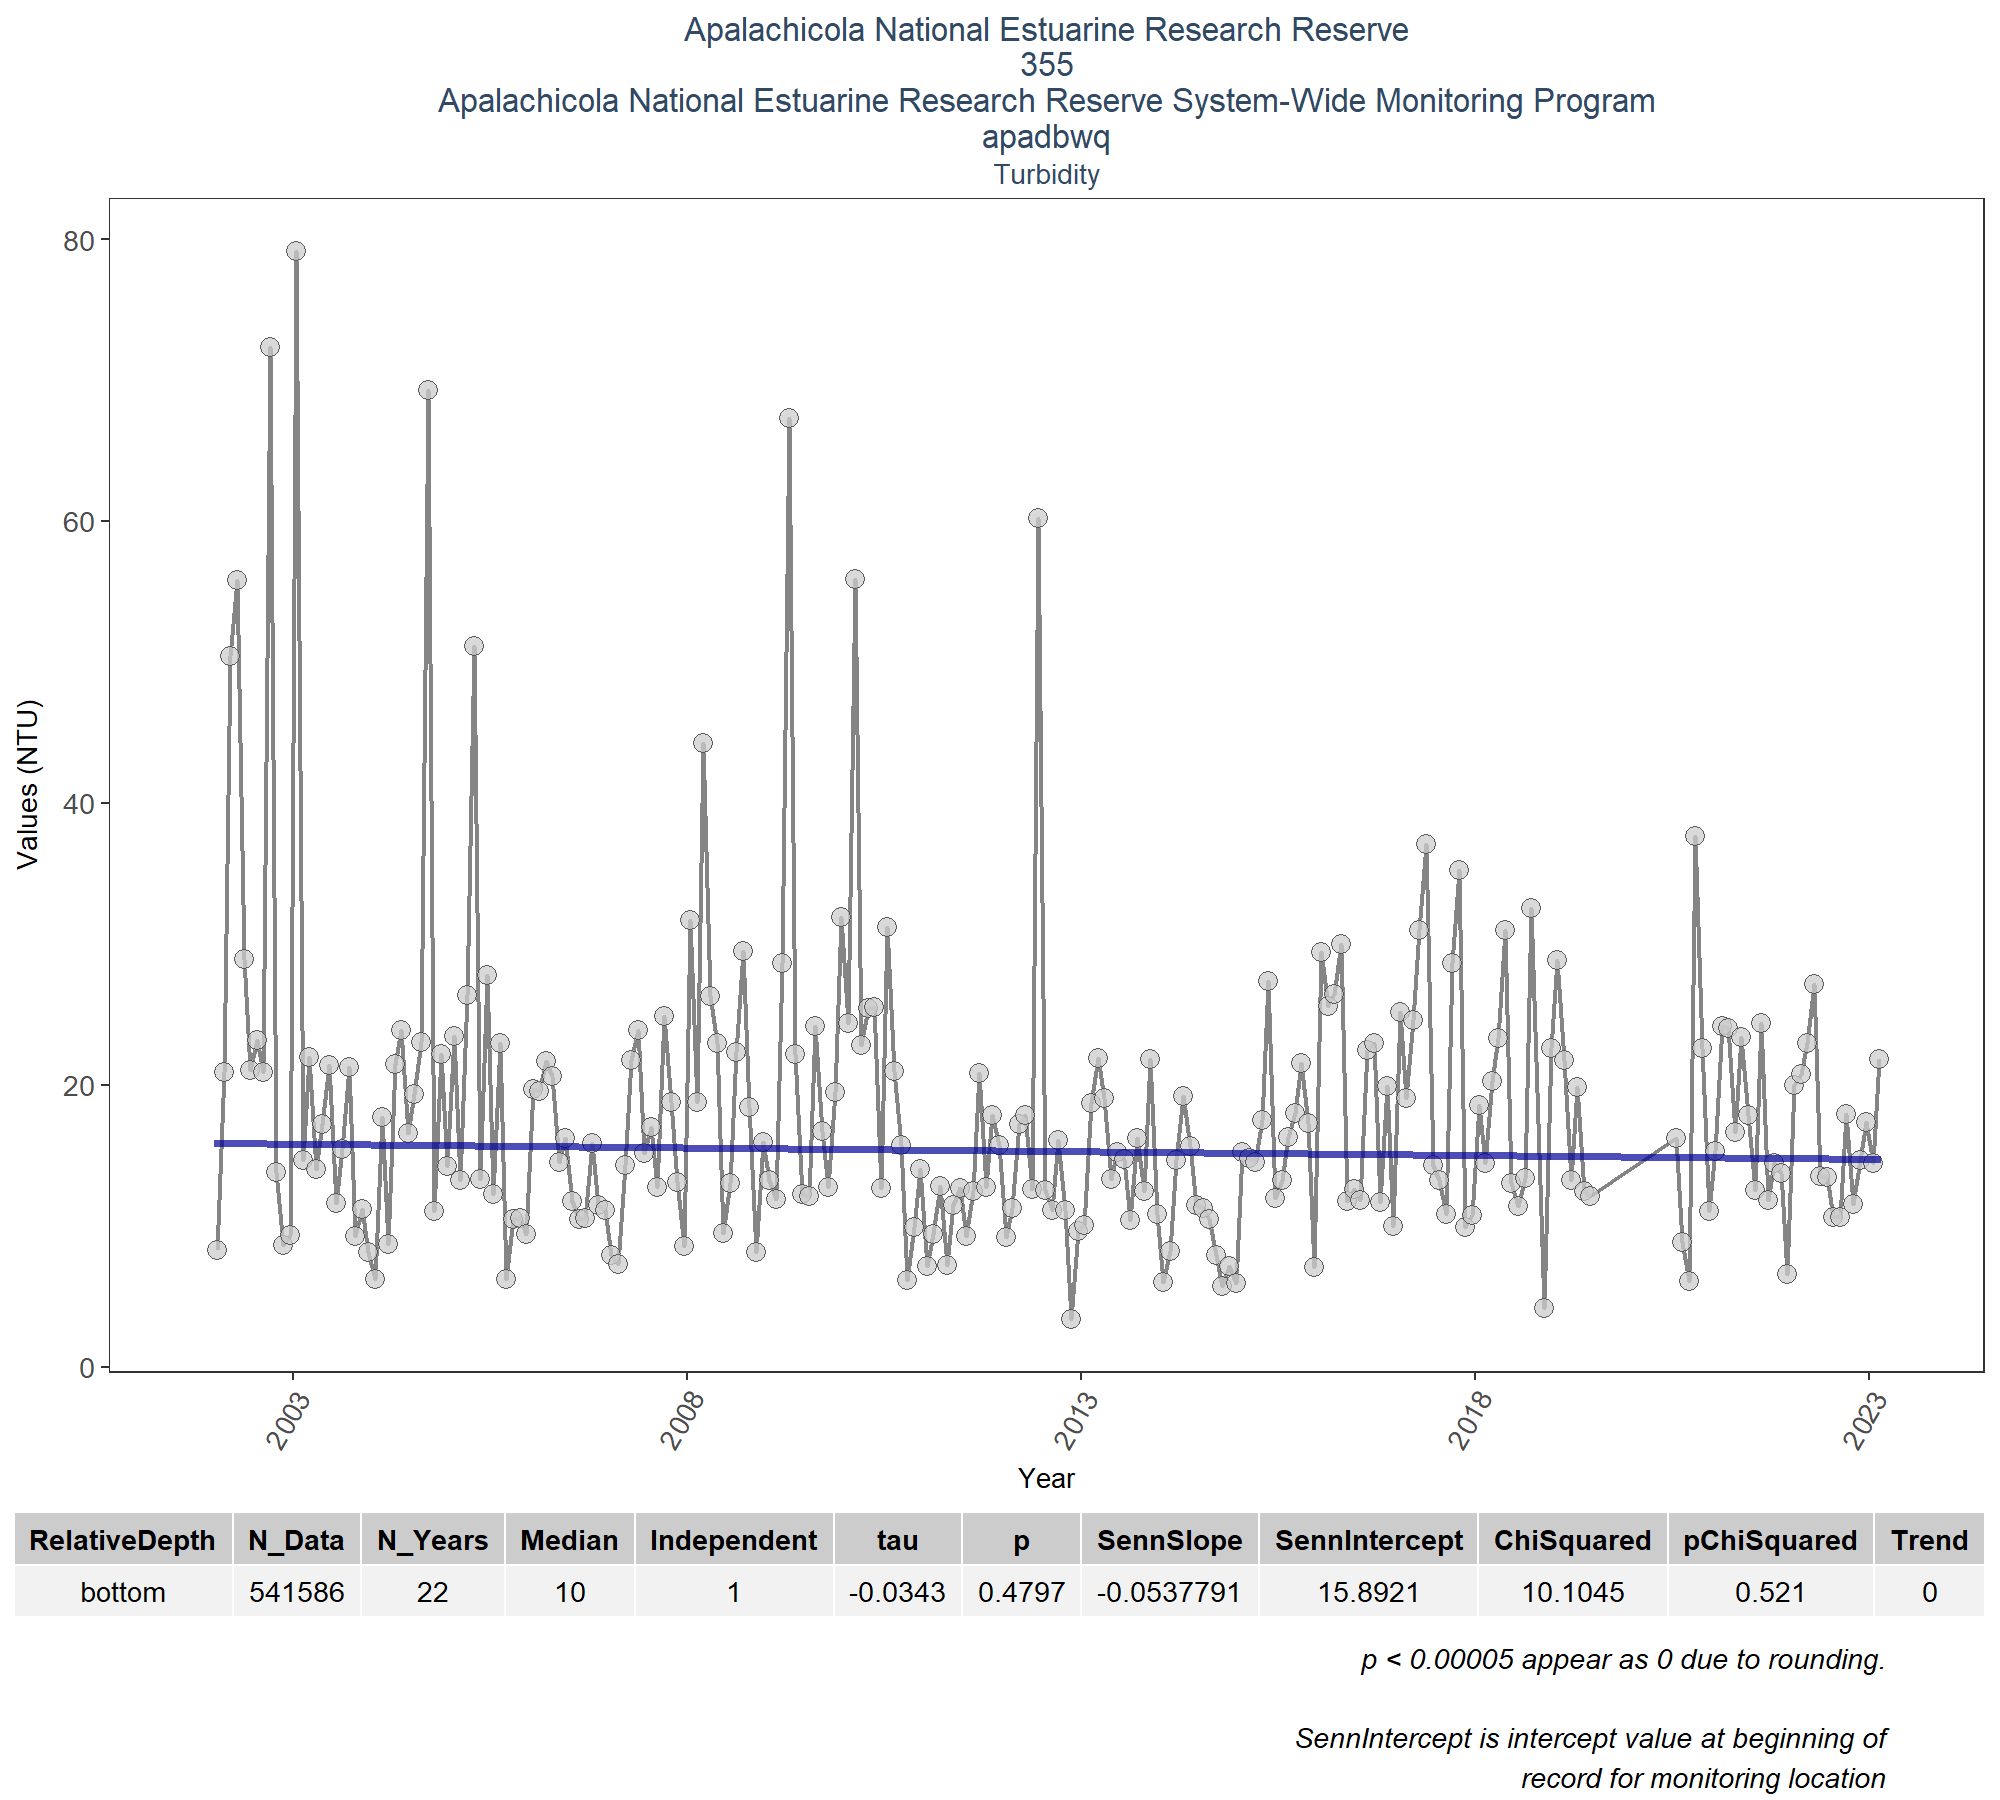 Apalachicola National Estuarine Research Reserve
355
Apalachicola National Estuarine Research Reserve System-Wide Monitoring Program
apadbwq
Turbidity
80
60
40
20
0
Values (NTU)
2003
2008
2013
2018
2023
Year
RelativeDepth N_Data N_Years Median Independent tau p SennSlope SennIntercept ChiSquared pChiSquared Trend
bottom 541586 22 10 1 -0.0343 0.4797 -0.0537791 15.8921 10.1045 0.521 0
p < 0.00005 appear as 0 due to rounding.
SennIntercept is intercept value at beginning of
record for monitoring location